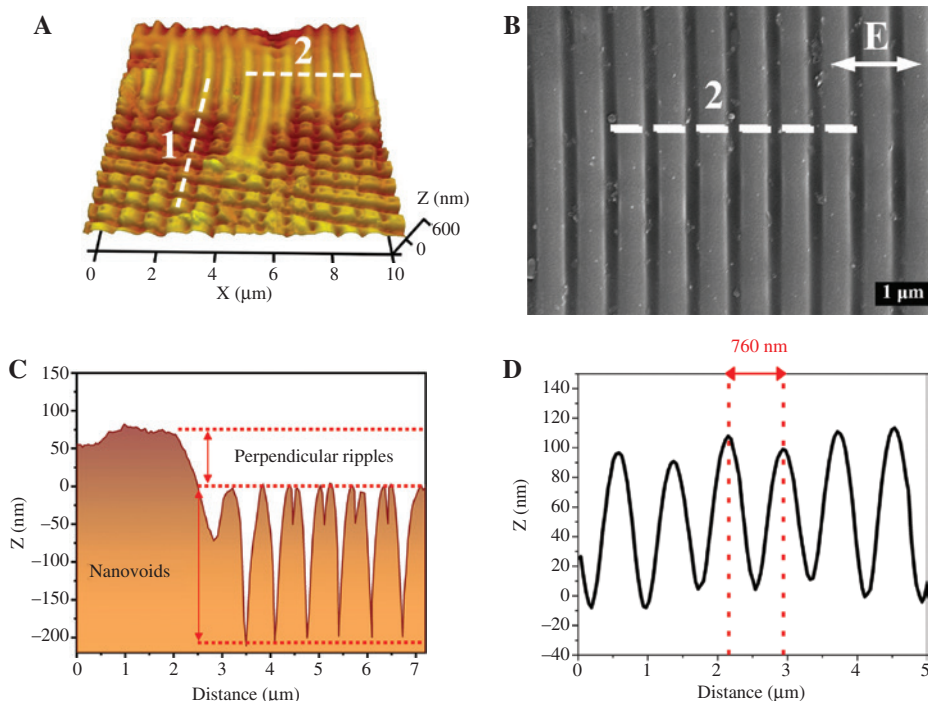 A
2
1
Z (nm)
600
0
0
2
4
6
8
10
X (μm)
B
E
2
1 μm
C
150
100
50
0
−50
−100
−150
−200
Z (nm)
Perpendicular ripples
Nanovoids
0
1
2
3
4
5
6
7
Distance (μm)
D
760 nm
140
120
100
80
60
40
20
0
−20
−40
Z (nm)
0
1
2
3
4
5
Distance (μm)